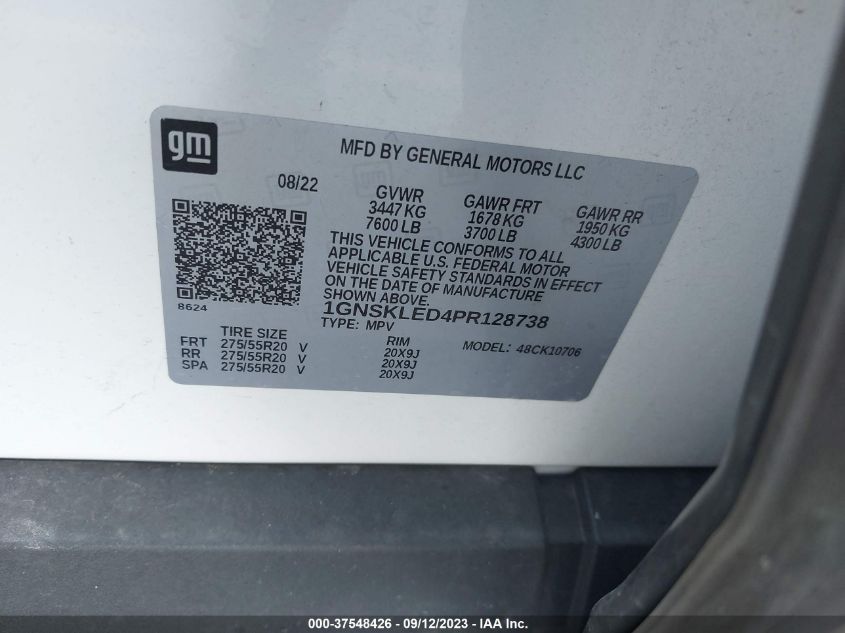 gm
MFD BY GENERAL MOTORS LLC
08/22
GVWR
3447 KG
7600 LB
GAWR FRT
1678 KG
3700 LB
GAWR RR
1950 KG
4300 LB
THIS VEHICLE CONFORMS TO ALL
APPLICABLE U.S. FEDERAL MOTOR
VEHICLE SAFETY STANDARDS IN EFFECT
ON THE DATE OF MANUFACTURE
SHOWN ABOVE.
8624
1GNSKLED4PR128738
TYPE: MPV
MODEL: 48CK10706
TIRE SIZE RIM
FRT 275/55R20 V 20X9J
RR 275/55R20 V 20X9J
SPA 275/55R20 V 20X9J
000-37548426 - 09/12/2023 - IAA Inc.